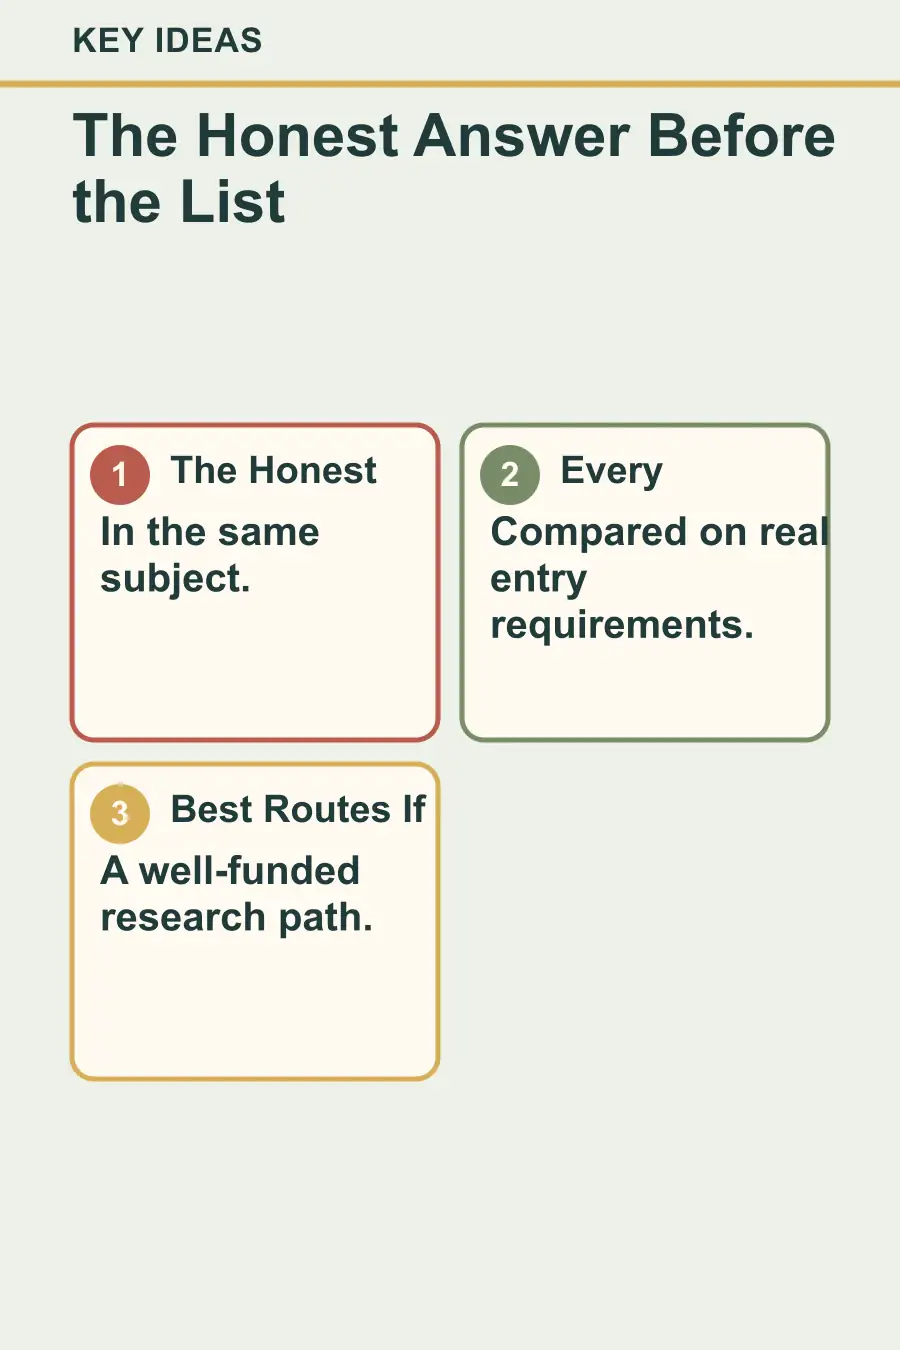 KEY IDEAS
The Honest Answer Before
the List
1 The Honest
In the same
subject.
2 Every
Compared on real
entry
requirements.
3 Best Routes If
A well-funded
research path.